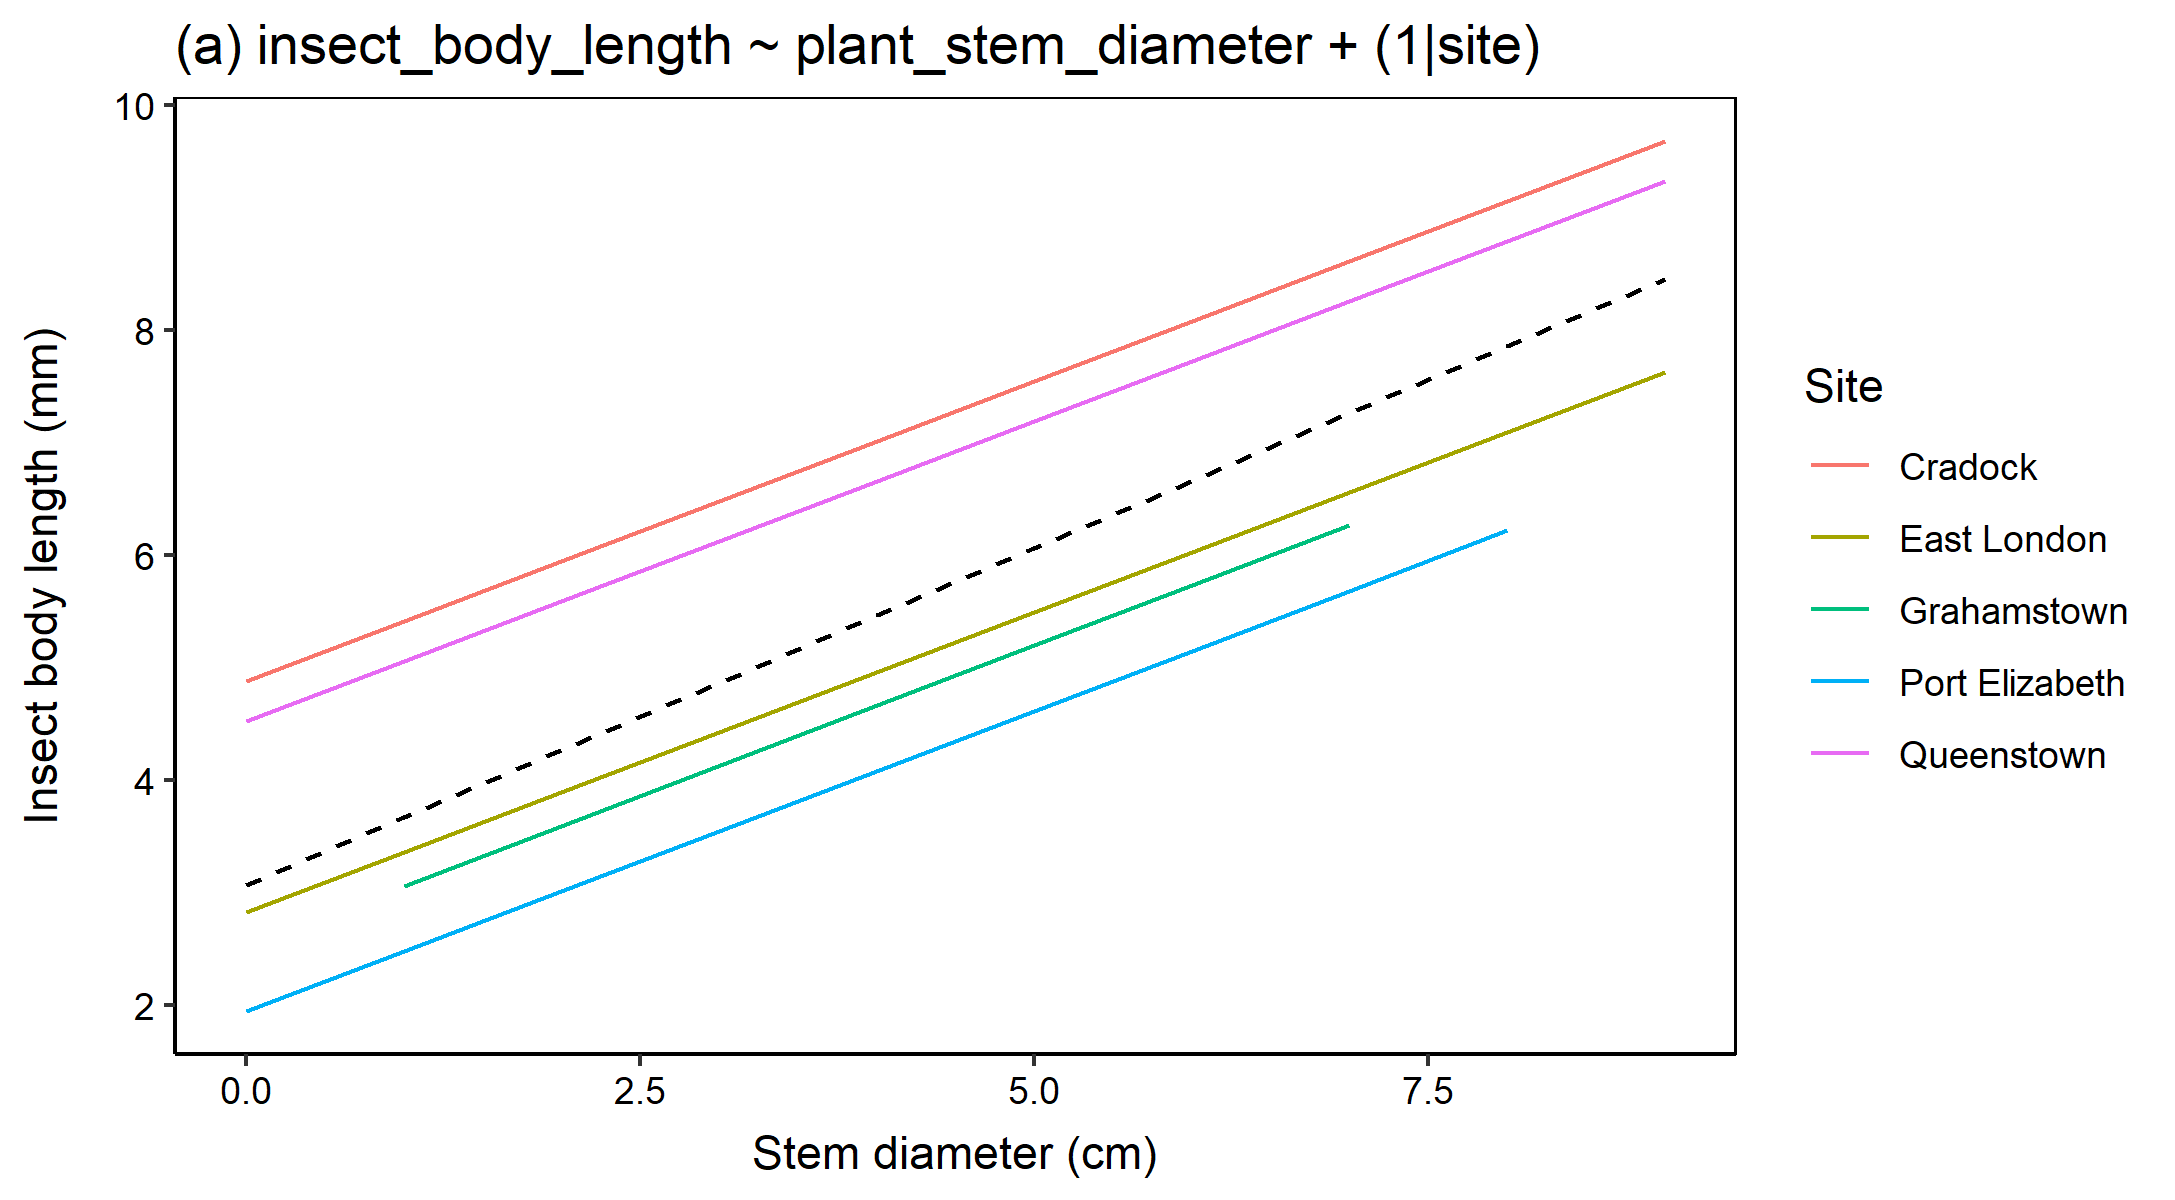 (a) insect_body_length ~ plant_stem_diameter + (1|site)
10
8
6
4
2
Insect body length (mm)
0.0 2.5 5.0 7.5
Stem diameter (cm)
Site
Cradock
East London
Grahamstown
Port Elizabeth
Queenstown